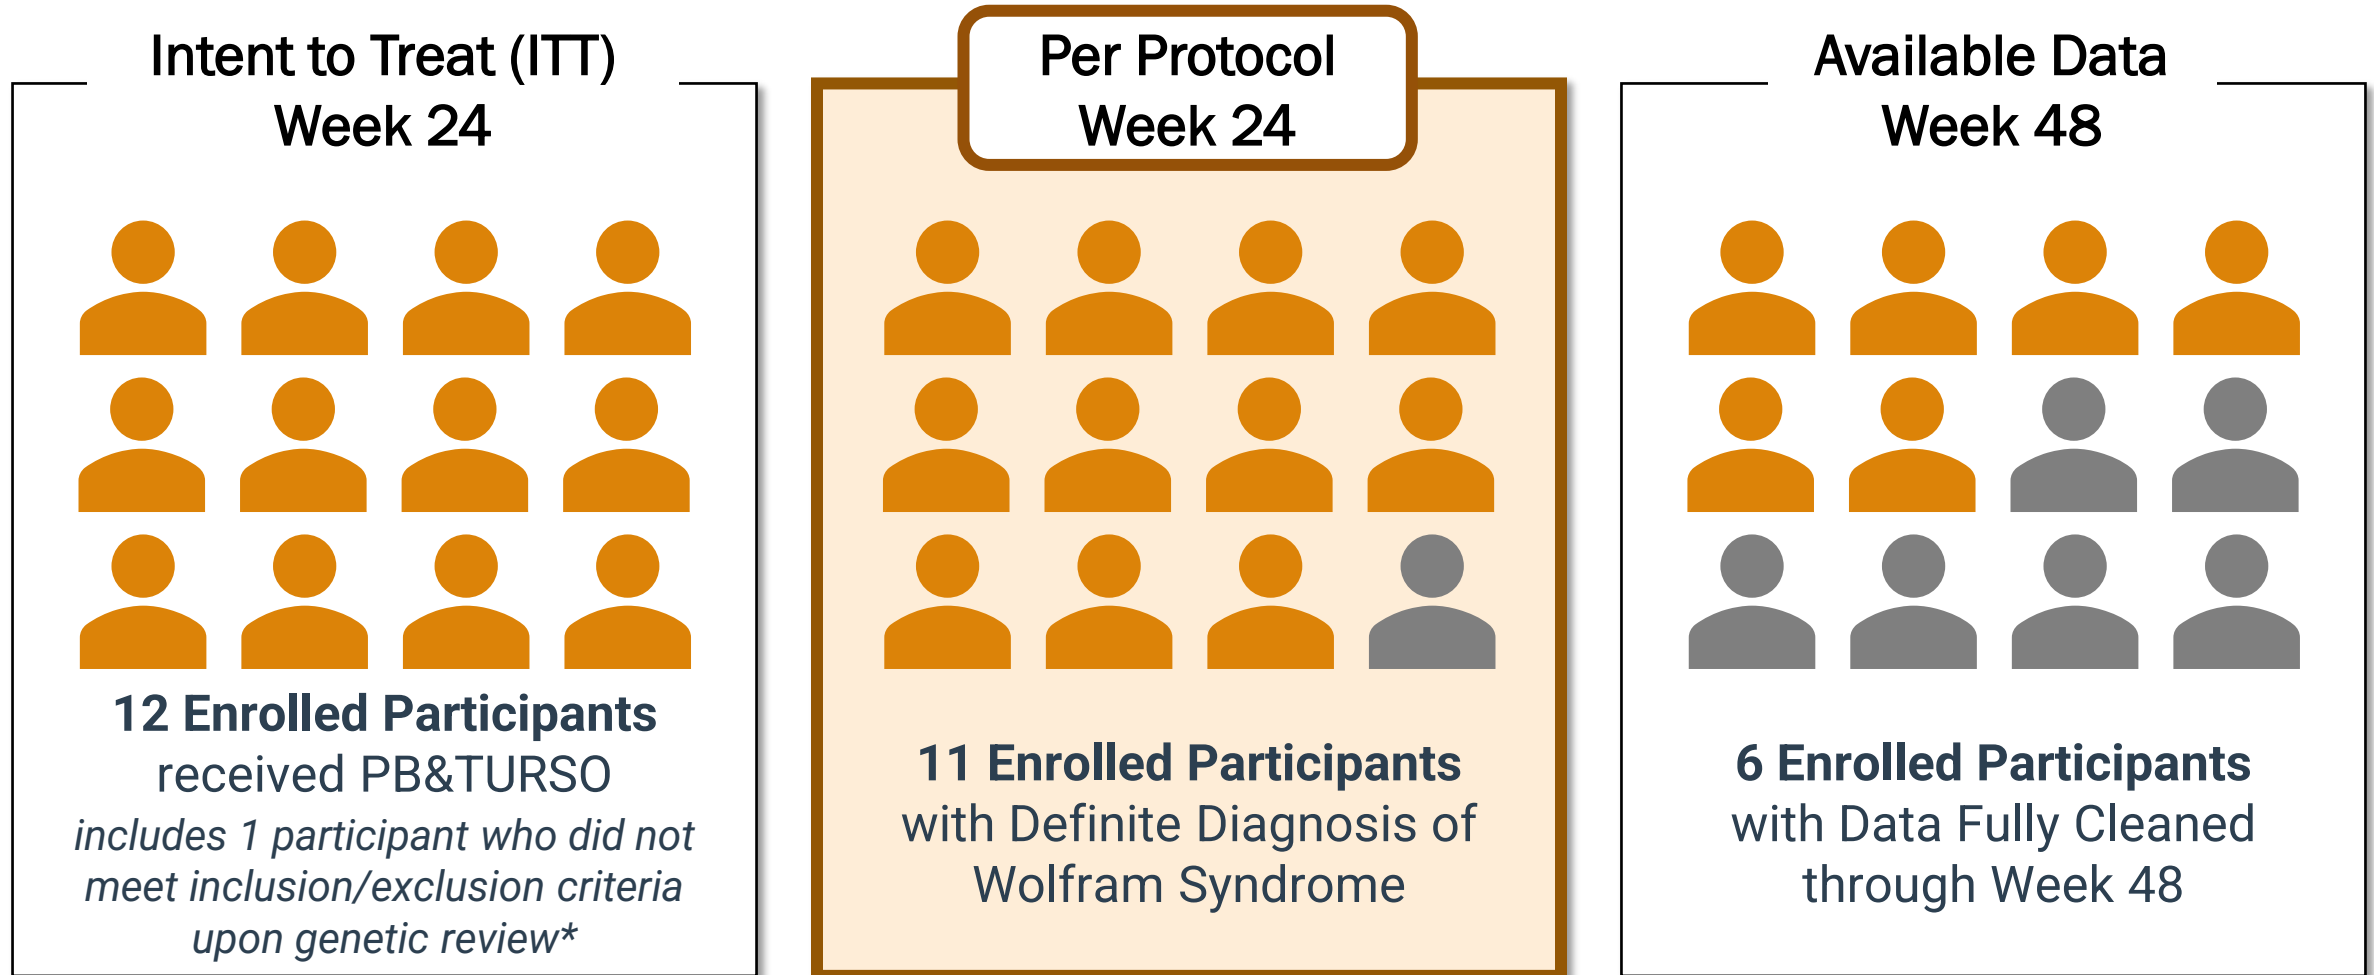 Intent to Treat (ITT)
Week 24
12 Enrolled Participants
received PB&TURSO
includes 1 participant who did not
meet inclusion/exclusion criteria
upon genetic review*
Per Protocol
Week 24
11 Enrolled Participants
with Definite Diagnosis of
Wolfram Syndrome
Available Data
Week 48
6 Enrolled Participants
with Data Fully Cleaned
through Week 48